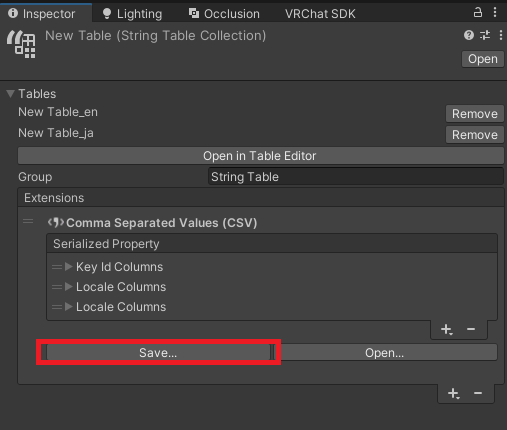 Inspector Lighting Occlusion VRChat SDK
New Table (String Table Collection)
Open
Tables
New Table_en Remove
New Table_ja Remove
Open in Table Editor
Group String Table
Extensions
Comma Separated Values (CSV)
Serialized Property
Key Id Columns
Locale Columns
Locale Columns
Save... Open...